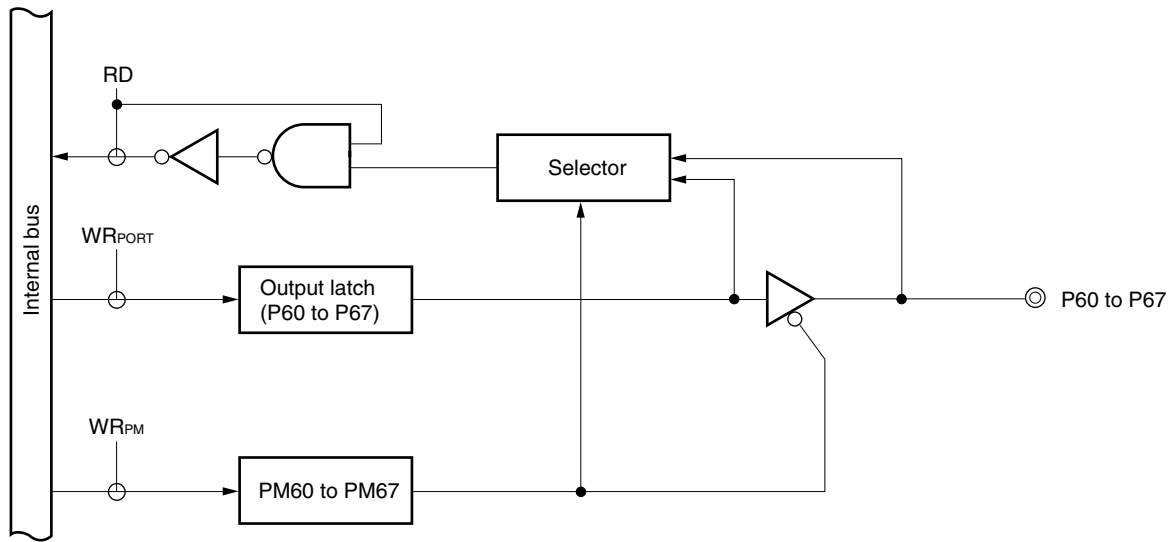 RD
Selector
Internal bus
WRPORT
Output latch
(P60 to P67)
P60 to P67
WRPM
PM60 to PM67